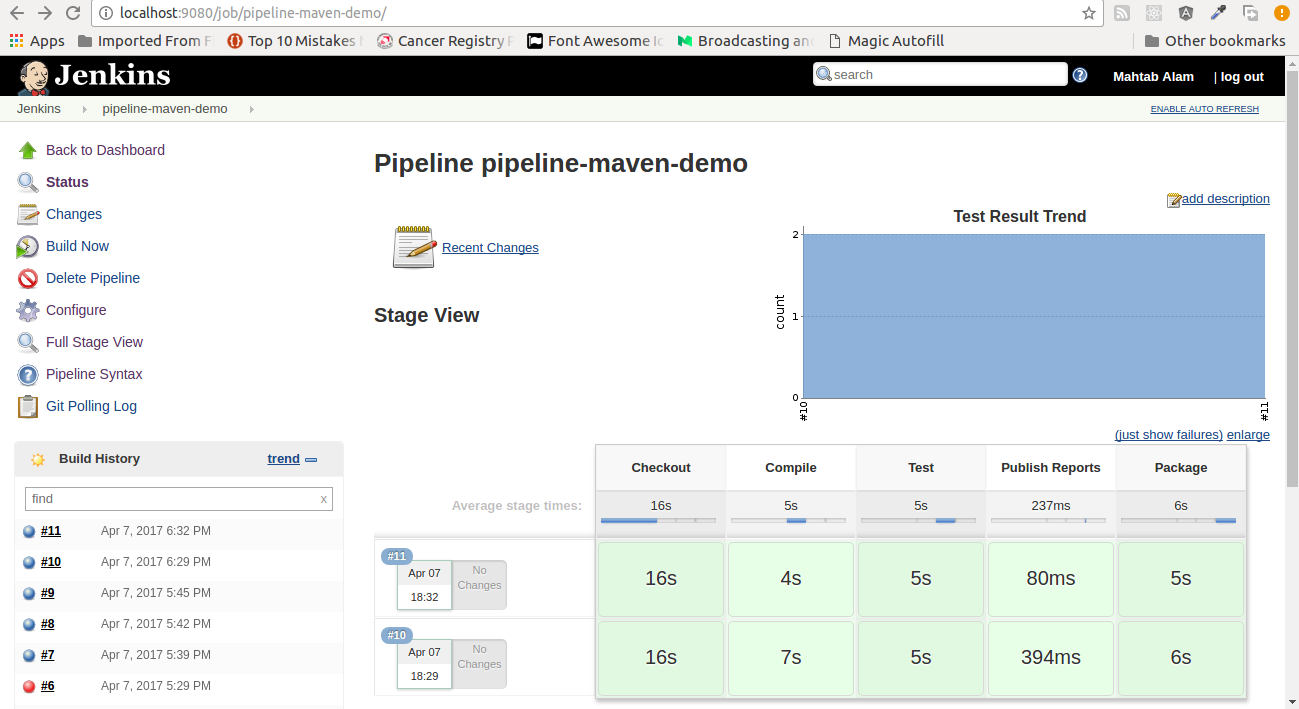 localhost:9080/job/pipeline-maven-demo/
Apps Imported From F Top 10 Mistakes Cancer Registry Font Awesome Broadcasting an Magic Autofill Other bookmarks
Jenkins search Mahtab Alam | log out
Jenkins pipeline-maven-demo ENABLE AUTO REFRESH
Back to Dashboard
Status
Changes
Build Now
Delete Pipeline
Configure
Full Stage View
Pipeline Syntax
Git Polling Log
Build History trend
find x
#11 Apr 7, 2017 6:32 PM
#10 Apr 7, 2017 6:29 PM
#9 Apr 7, 2017 5:45 PM
#8 Apr 7, 2017 5:42 PM
#7 Apr 7, 2017 5:39 PM
#6 Apr 7, 2017 5:29 PM
Pipeline pipeline-maven-demo
add description
Recent Changes
Test Result Trend
2
1
0
count
#10 #11
(just show failures) enlarge
Stage View
Checkout Compile Test Publish Reports Package
Average stage times: 16s 5s 5s 237ms 6s
#11
Apr 07
18:32
No
Changes
16s 4s 5s 80ms 5s
#10
Apr 07
18:29
No
Changes
16s 7s 5s 394ms 6s